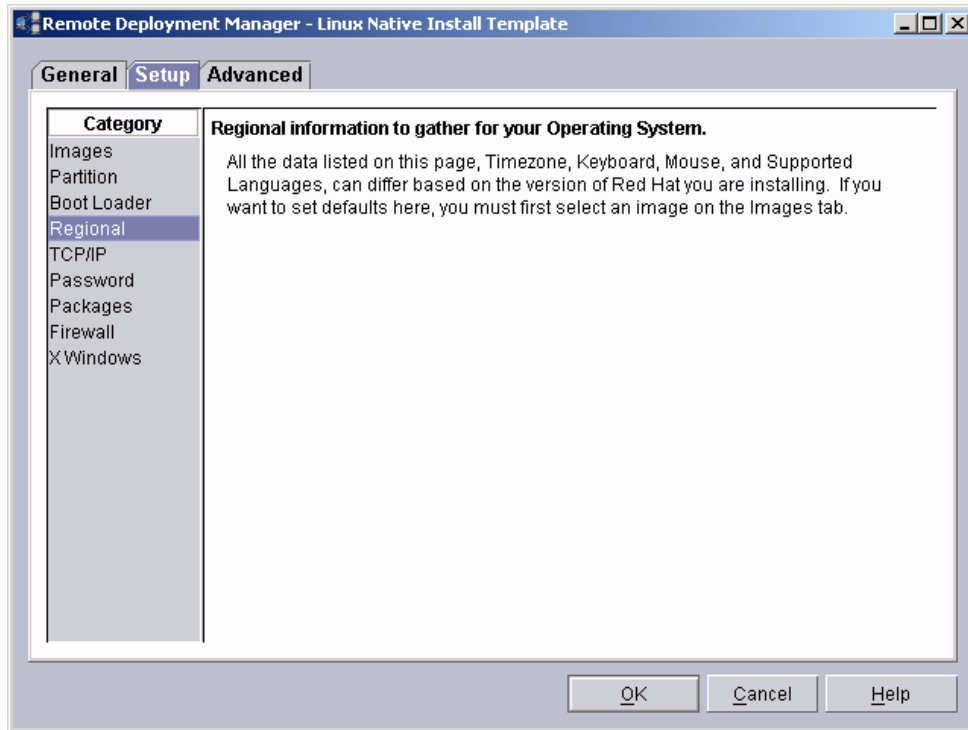 Remote Deployment Manager - Linux Native Install Template
General Setup Advanced
Category
Images
Partition
Boot Loader
Regional
TCP/IP
Password
Packages
Firewall
X Windows
Regional information to gather for your Operating System.
All the data listed on this page, Timezone, Keyboard, Mouse, and Supported
Languages, can differ based on the version of Red Hat you are installing. If you
want to set defaults here, you must first select an image on the Images tab.
OK Cancel Help